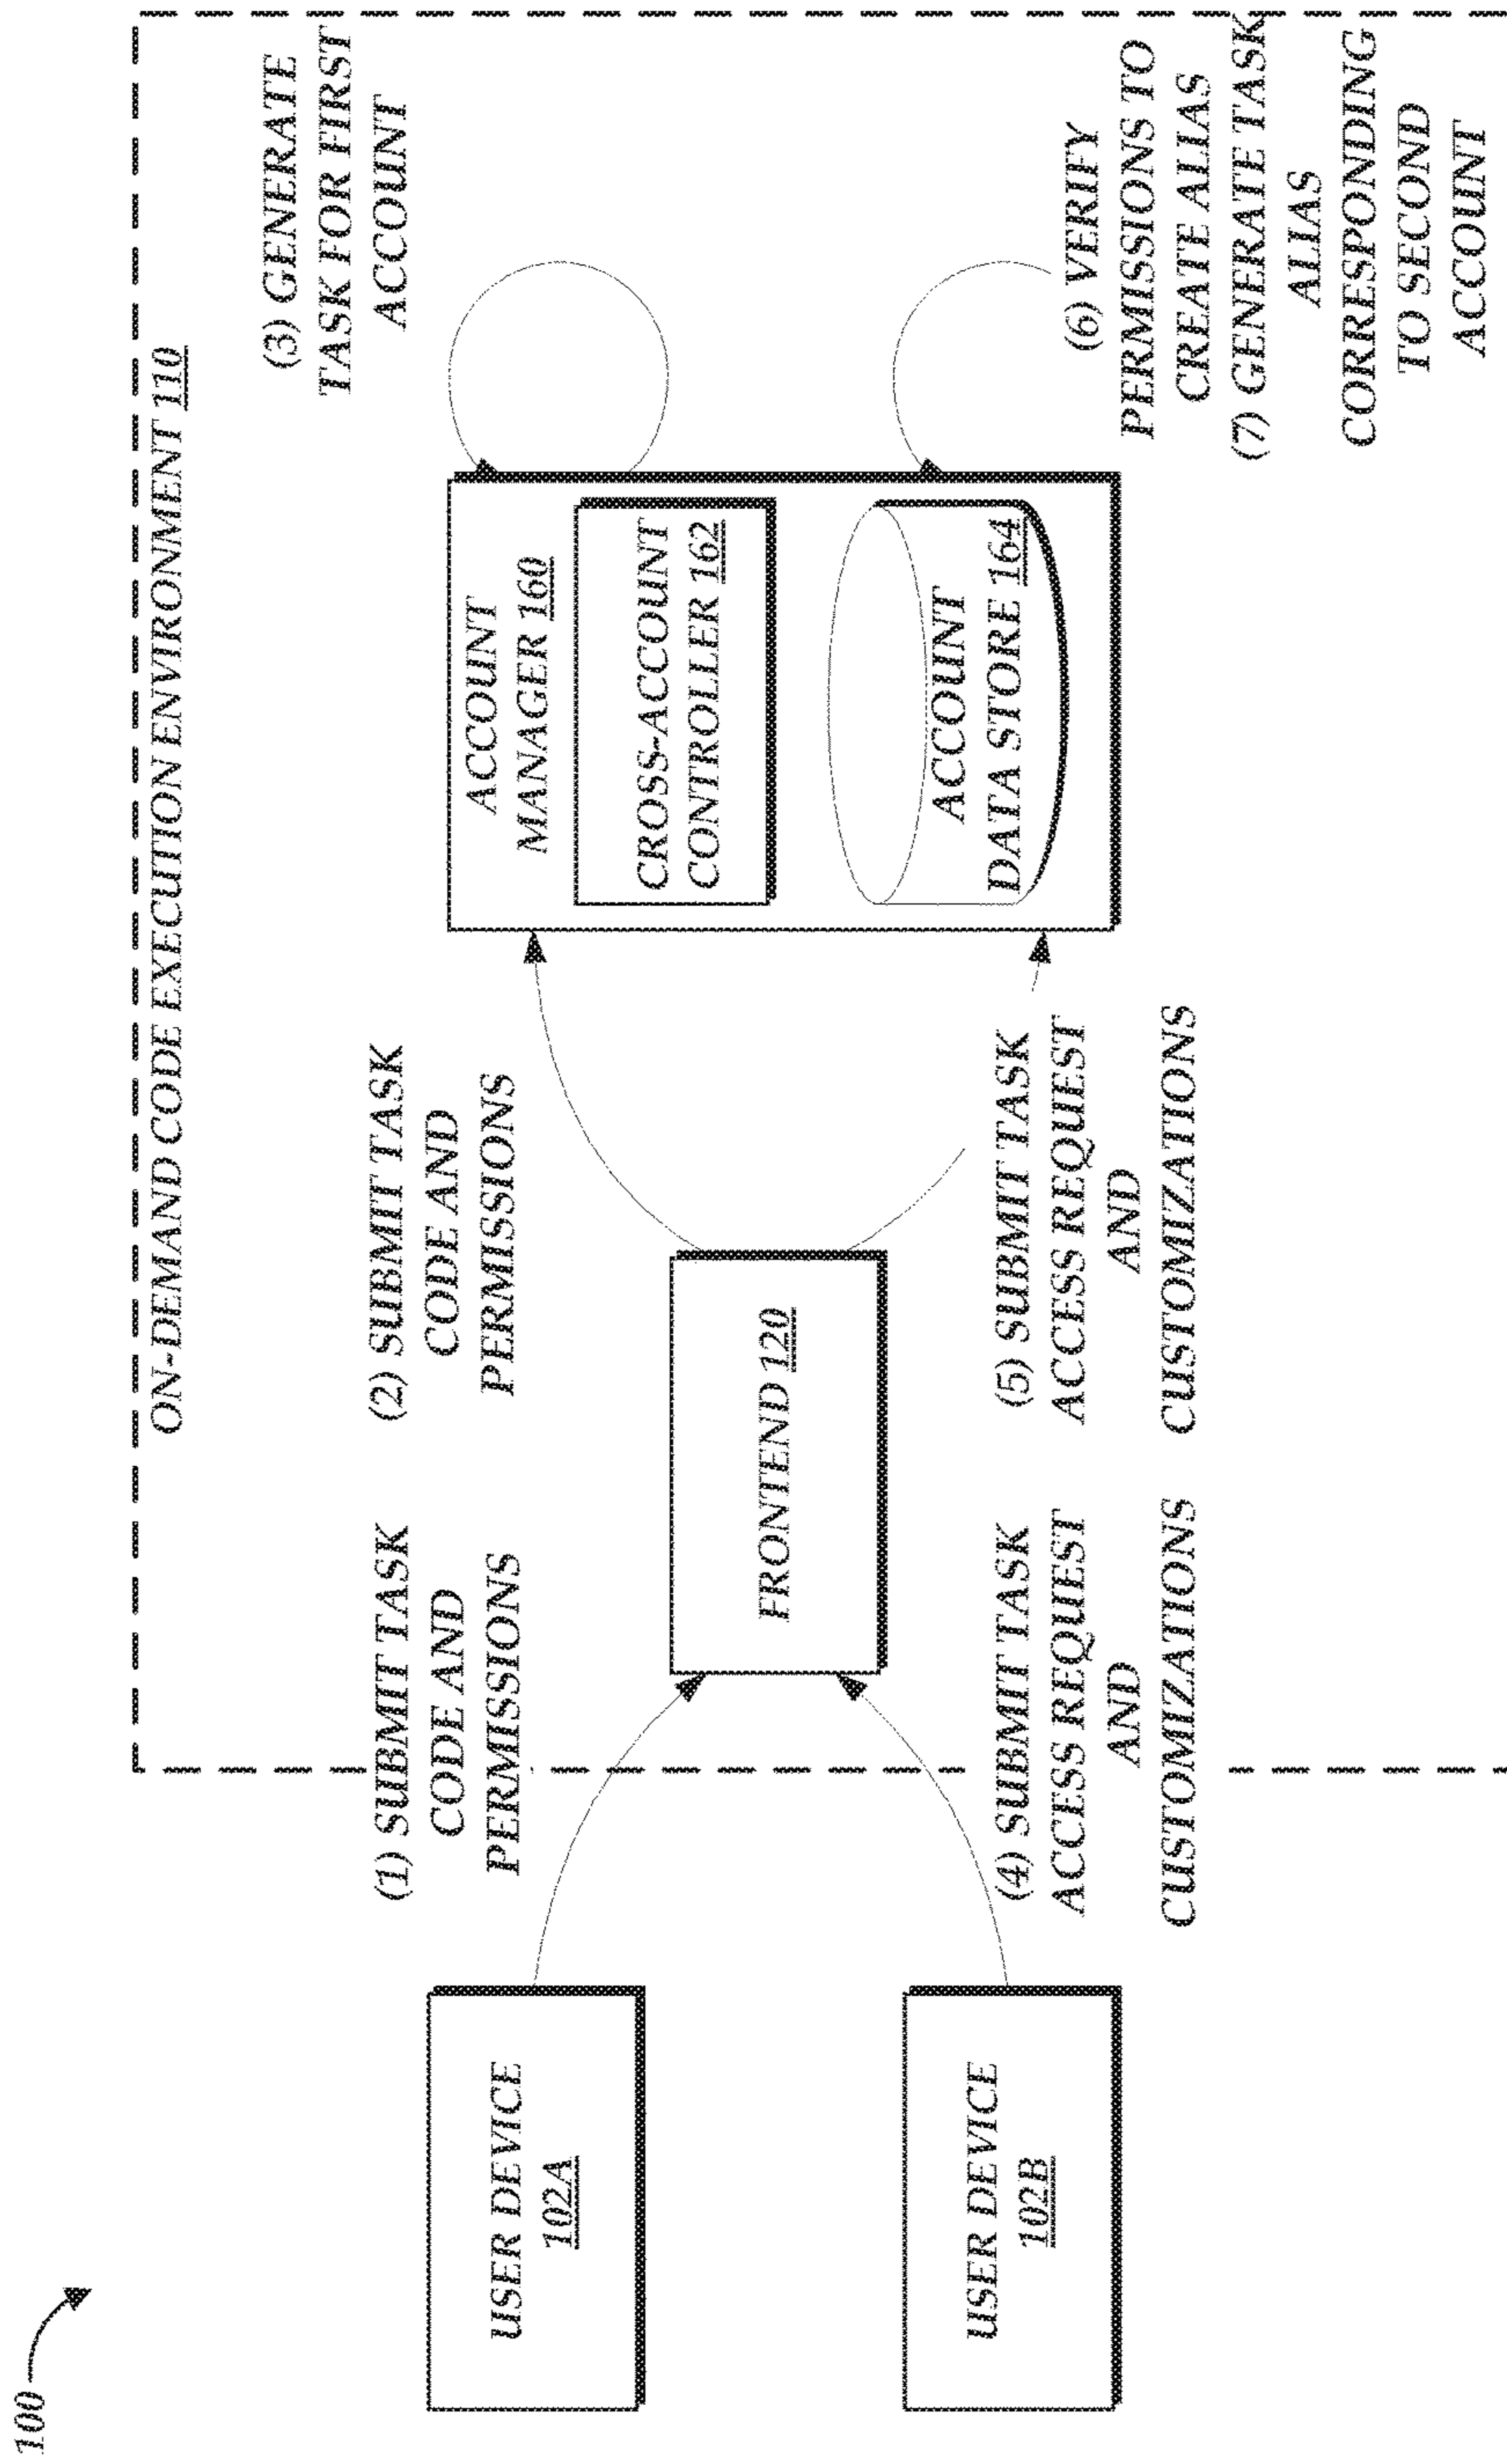 100
ON-DEMAND CODE EXECUTION ENVIRONMENT 110
USER DEVICE
102A
USER DEVICE
102B
(1) SUBMIT TASK
CODE AND
PERMISSIONS
(2) SUBMIT TASK
CODE AND
PERMISSIONS
(3) GENERATE
TASK FOR FIRST
ACCOUNT
FRONTEND 120
ACCOUNT
MANAGER 160
CROSS-ACCOUNT
CONTROLLER 162
ACCOUNT
DATA STORE 164
(4) SUBMIT TASK
ACCESS REQUEST
AND
CUSTOMIZATIONS
(5) SUBMIT TASK
ACCESS REQUEST
AND
CUSTOMIZATIONS
(6) VERIFY
PERMISSIONS TO
CREATE ALIAS
(7) GENERATE TASK
ALIAS
CORRESPONDING
TO SECOND
ACCOUNT